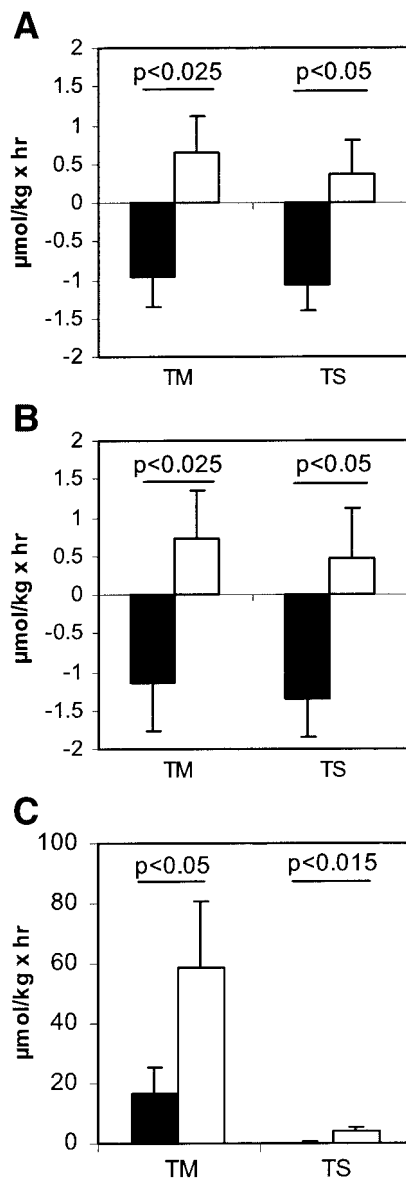 A
2
p<0.025 p<0.05
1.5
1
0.5
0
-0.5
-1
-1.5
-2
µmol/kg x hr
TM TS
B
2
p<0.025 p<0.05
1.5
1
0.5
0
-0.5
-1
-1.5
-2
µmol/kg x hr
TM TS
C
100
p<0.05 p<0.015
80
60
40
20
0
µmol/kg x hr
TM TS